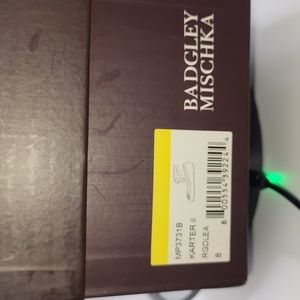 BADGLEY
MISCHKA
MP3731B
KARTER II
RGDLEA
8